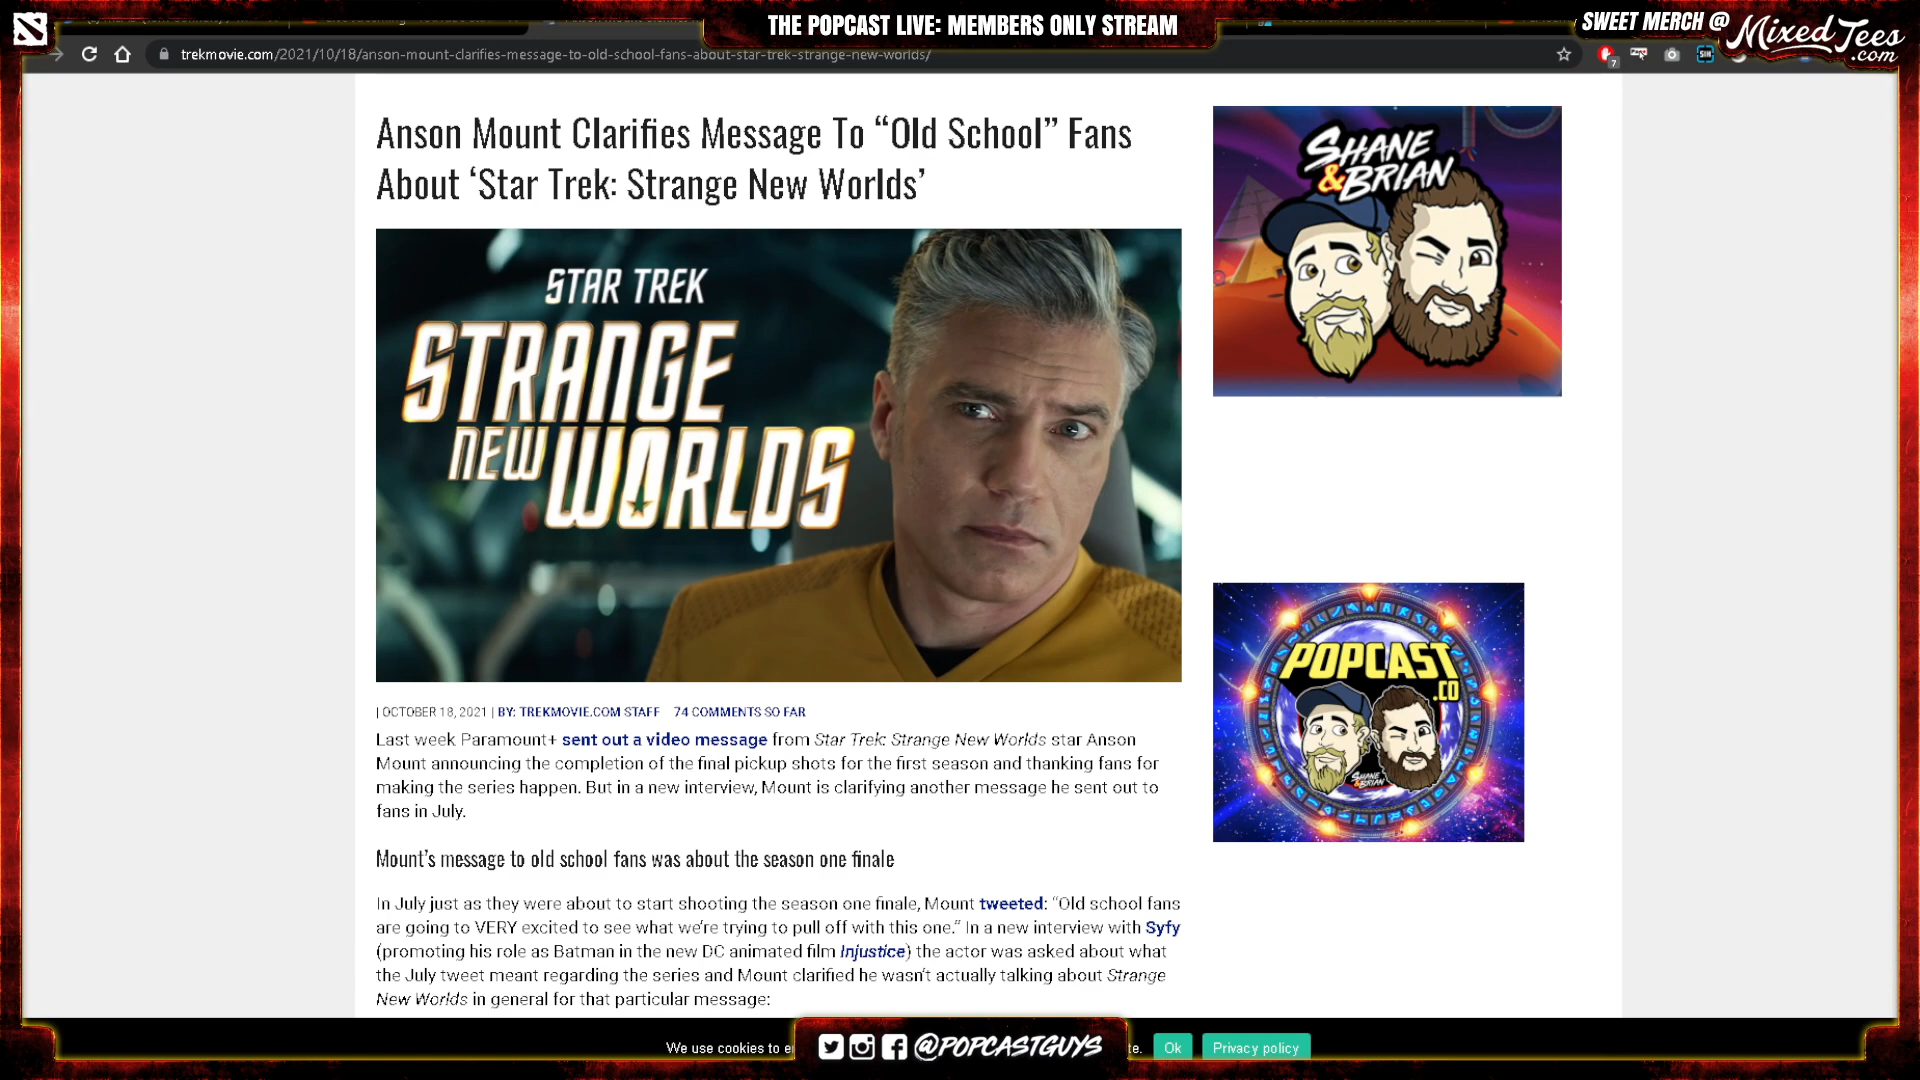 THE POPCAST LIVE: MEMBERS ONLY STREAM
SWEET MERCH @
MixedTees
.com
trekmovie.com/2021/10/18/anson-mount-clarifies-message-to-old-school-fans-about-star-trek-strange-new-worlds/
7
Anson Mount Clarifies Message To “Old School” Fans
About ‘Star Trek: Strange New Worlds’
STAR TREK
STRANGE
NEW WORLDS
SHANE
& BRIAN
| OCTOBER 18, 2021 | BY: TREKMOVIE.COM STAFF 74 COMMENTS SO FAR
Last week Paramount+ sent out a video message from Star Trek: Strange New Worlds star Anson
Mount announcing the completion of the final pickup shots for the first season and thanking fans for
making the series happen. But in a new interview, Mount is clarifying another message he sent out to
fans in July.
Mount’s message to old school fans was about the season one finale
In July just as they were about to start shooting the season one finale, Mount tweeted: “Old school fans
are going to VERY excited to see what we’re trying to pull off with this one.” In a new interview with Syfy
(promoting his role as Batman in the new DC animated film Injustice) the actor was asked about what
the July tweet meant regarding the series and Mount clarified he wasn’t actually talking about Strange
New Worlds in general for that particular message:
POPCAST
.CO
SHANE
& BRIAN
We use cookies to e
@POPCASTGUYS
te.
Ok
Privacy policy